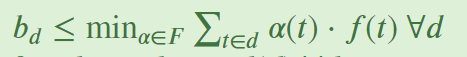 b_d ≤ min_{α∈F} ∑_{t∈d} α(t) · f(t) ∀d